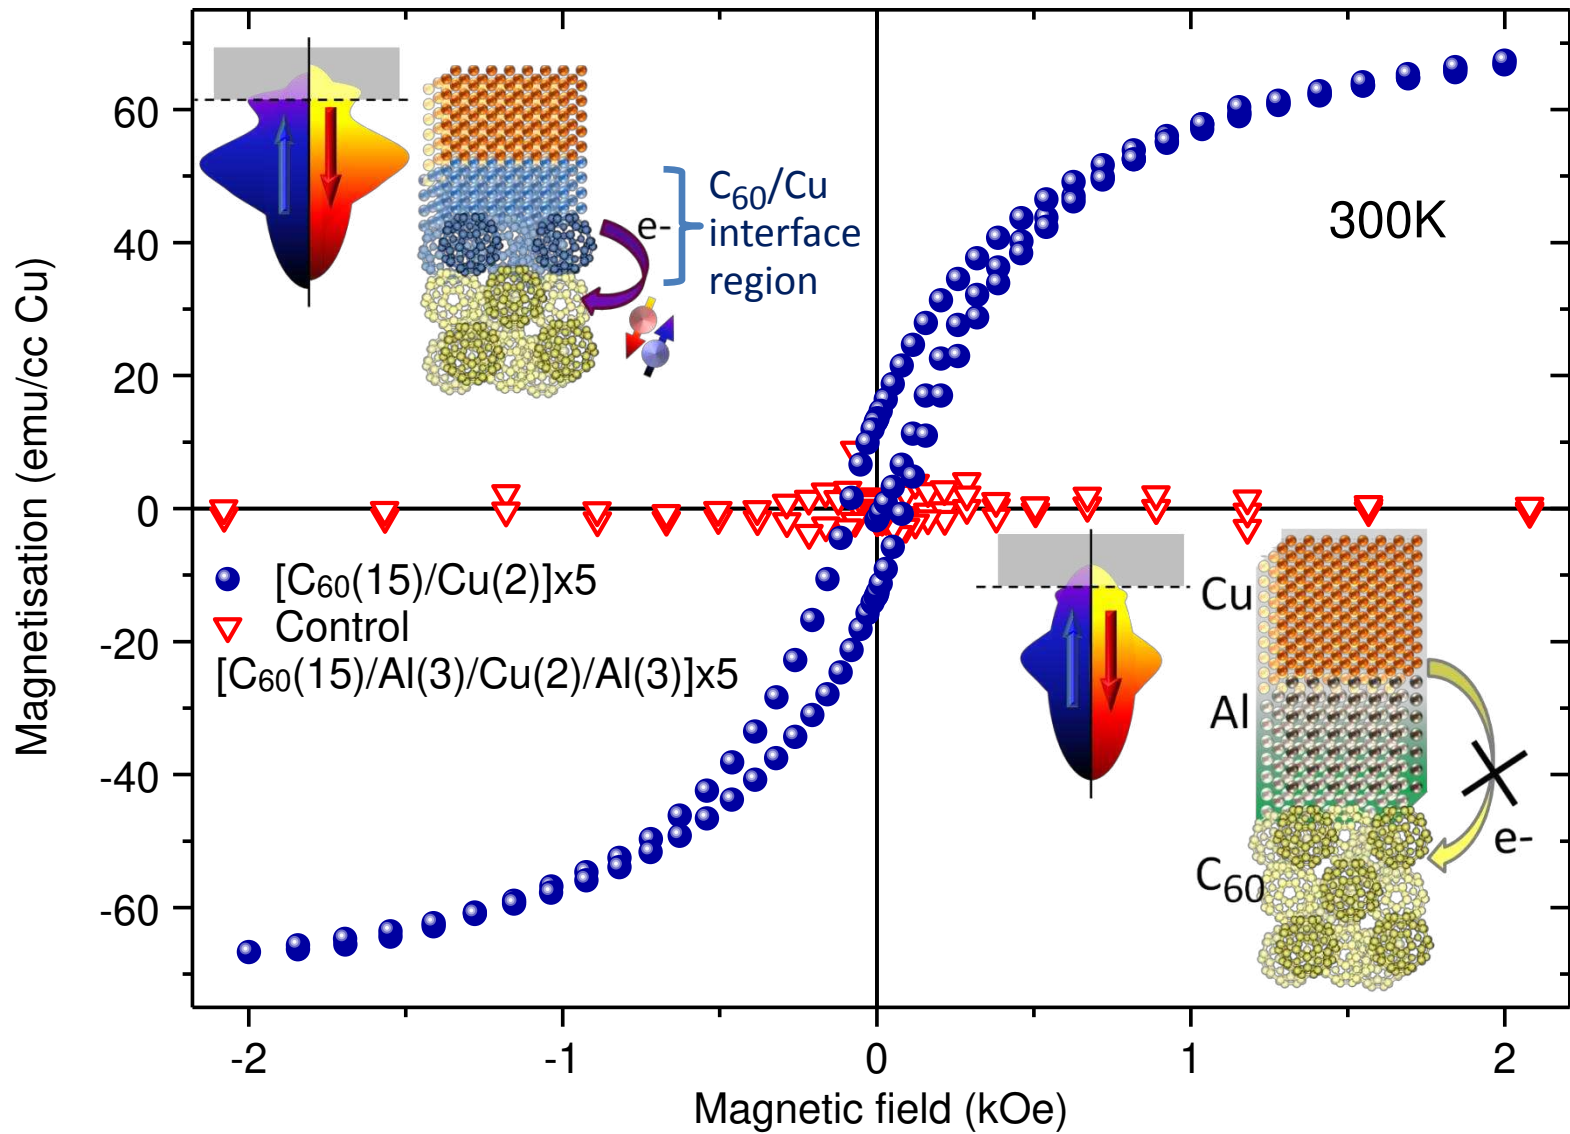 Magnetisation (emu/cc Cu)
60
40
20
0
-20
-40
-60
e-
C₆₀/Cu
interface
region
300K
[C₆₀(15)/Cu(2)]x5
Control
[C₆₀(15)/Al(3)/Cu(2)/Al(3)]x5
Cu
Al
e-
C₆₀
-2
-1
0
1
2
Magnetic field (kOe)